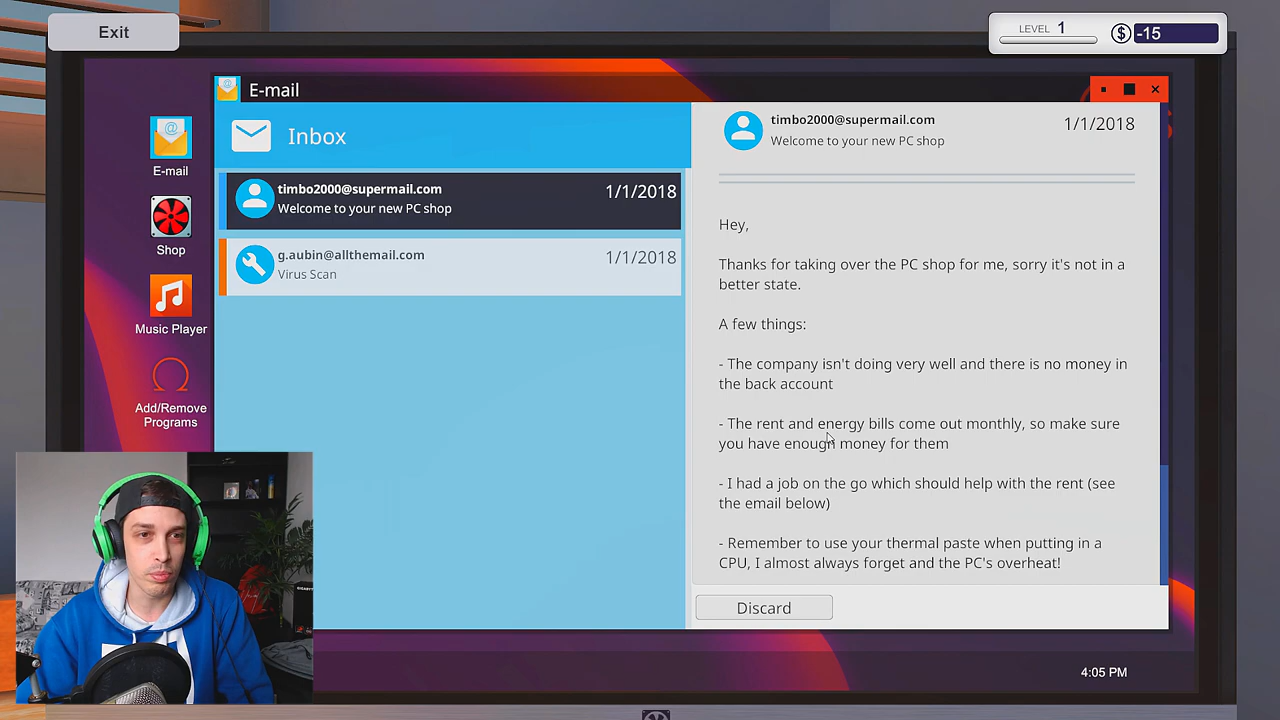 Exit
LEVEL 1
$ -15
E-mail
Inbox
timbo2000@supermail.com
Welcome to your new PC shop
1/1/2018
g.aubin@allthemail.com
Virus Scan
1/1/2018
E-mail
Shop
Music Player
Add/Remove
Programs
timbo2000@supermail.com
Welcome to your new PC shop
1/1/2018
Hey,
Thanks for taking over the PC shop for me, sorry it's not in a
better state.
A few things:
- The company isn't doing very well and there is no money in
the back account
- The rent and energy bills come out monthly, so make sure
you have enough money for them
- I had a job on the go which should help with the rent (see
the email below)
- Remember to use your thermal paste when putting in a
CPU, I almost always forget and the PC's overheat!
Discard
4:05 PM